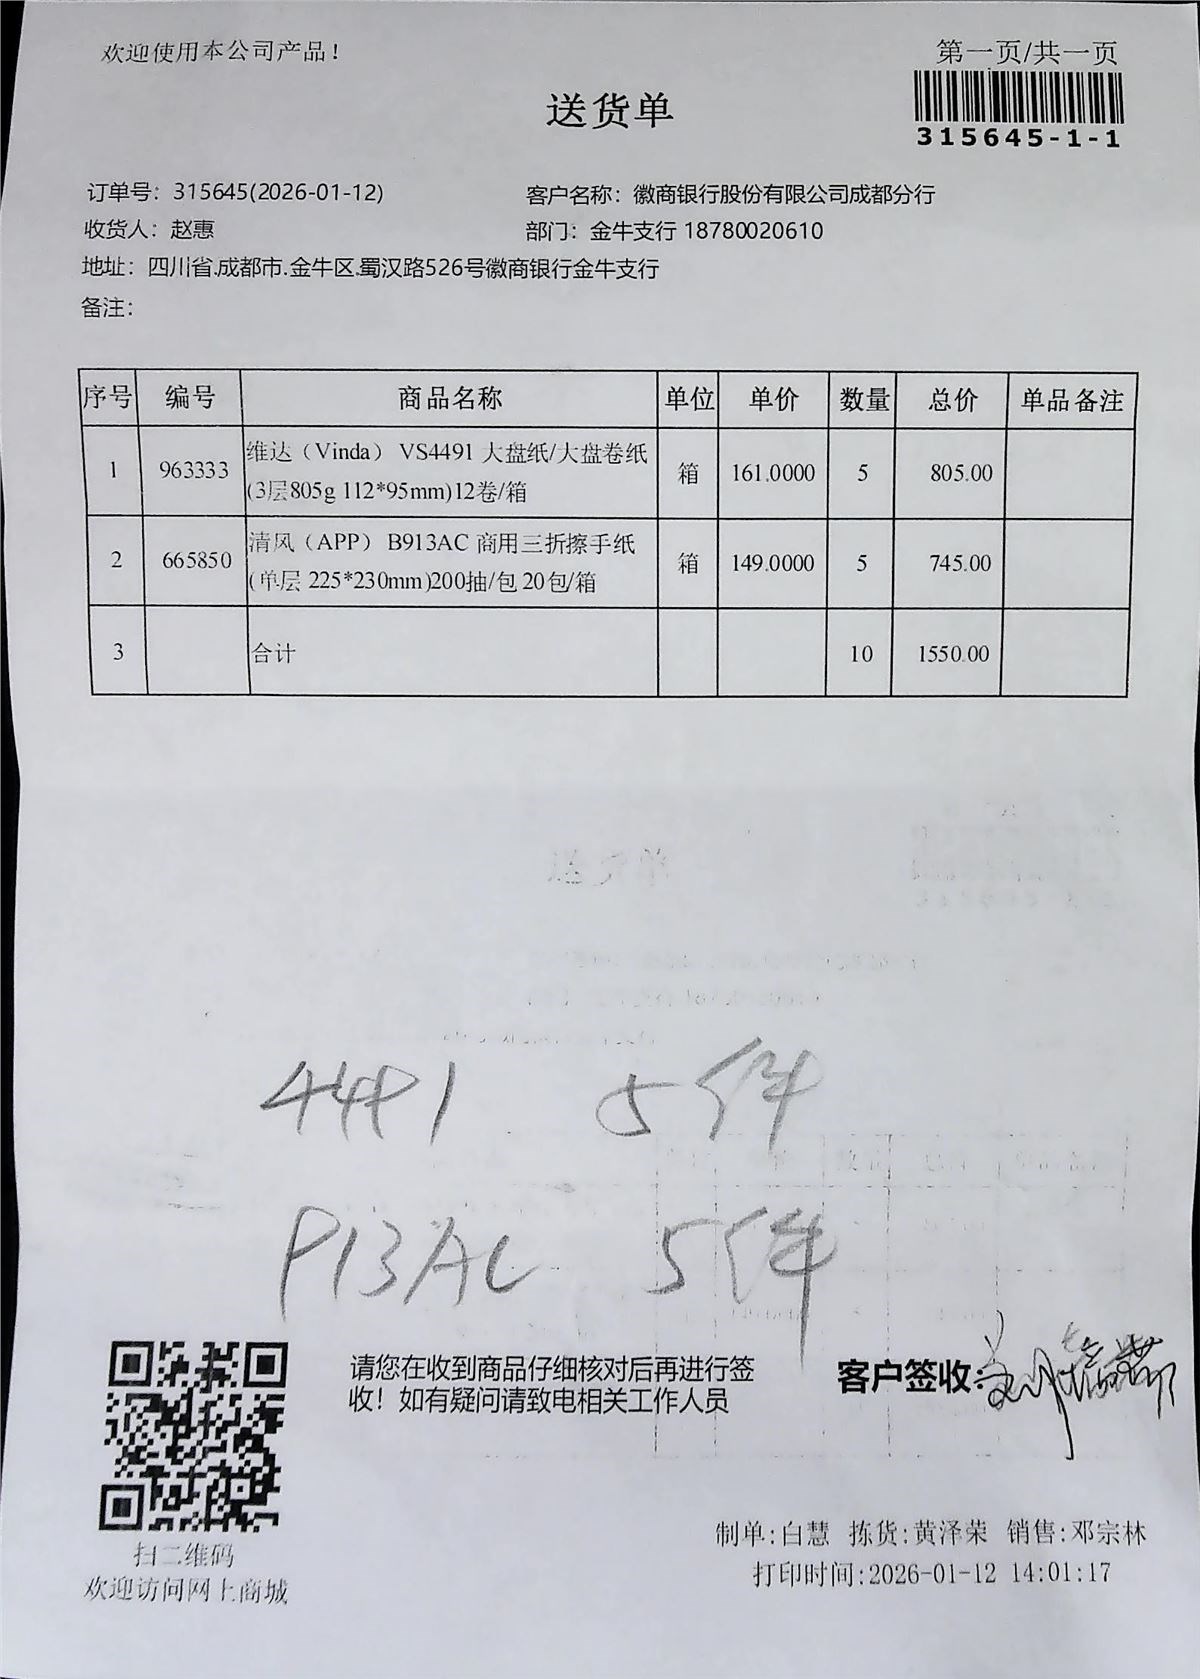 欢迎使用本公司产品！
第一页/共一页
315645-1-1
送货单
订单号：315645(2026-01-12)
客户名称：徽商银行股份有限公司成都分行
收货人：赵惠
部门：金牛支行 18780020610
地址：四川省.成都市.金牛区.蜀汉路526号徽商银行金牛支行
备注：
序号 编号 商品名称 单位 单价 数量 总价 单品备注
1 963333 维达（Vinda） VS4491 大盘纸/大盘卷纸 箱 161.0000 5 805.00
(3层805g 112*95mm)12卷/箱
2 665850 清风（APP） B913AC 商用三折擦手纸 箱 149.0000 5 745.00
(单层 225*230mm)200抽/包 20包/箱
3 合计 10 1550.00
4491 5件
913AC 5件
请您在收到商品仔细核对后再进行签
收！如有疑问请致电相关工作人员
客户签收:
扫二维码
欢迎访问网上商城
制单:白慧 拣货:黄泽荣 销售:邓宗林
打印时间:2026-01-12 14:01:17